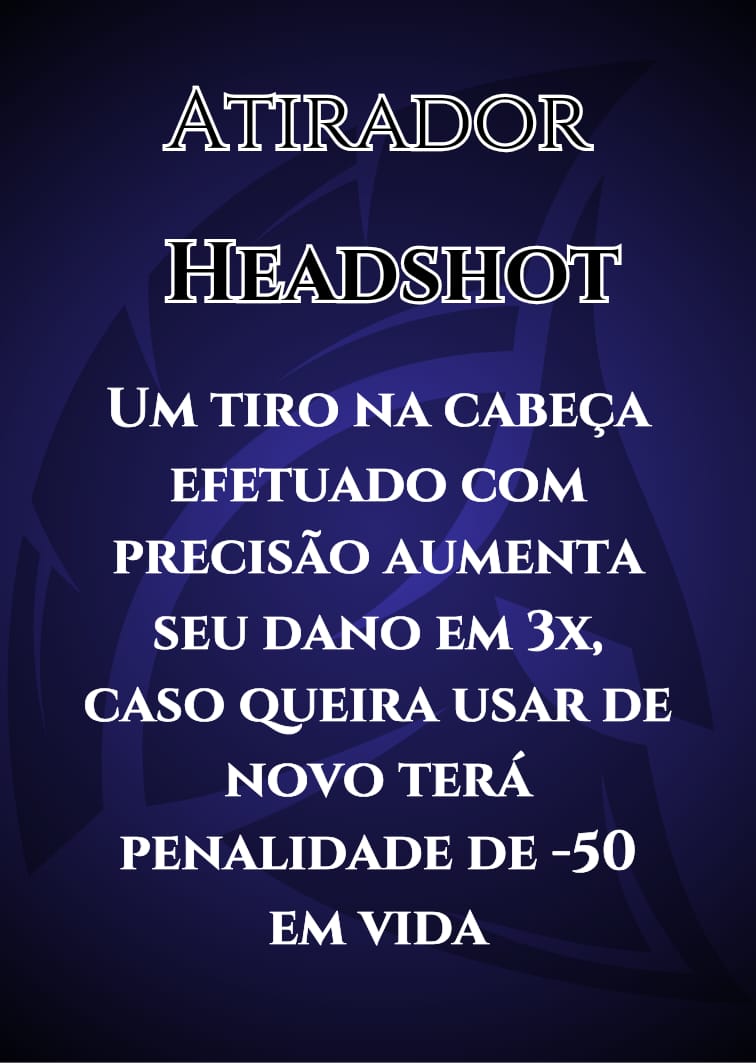 Atirador
Headshot
Um tiro na cabeça
efetuado com
precisão aumenta
seu dano em 3x,
caso queira usar de
novo terá
penalidade de -50
em vida